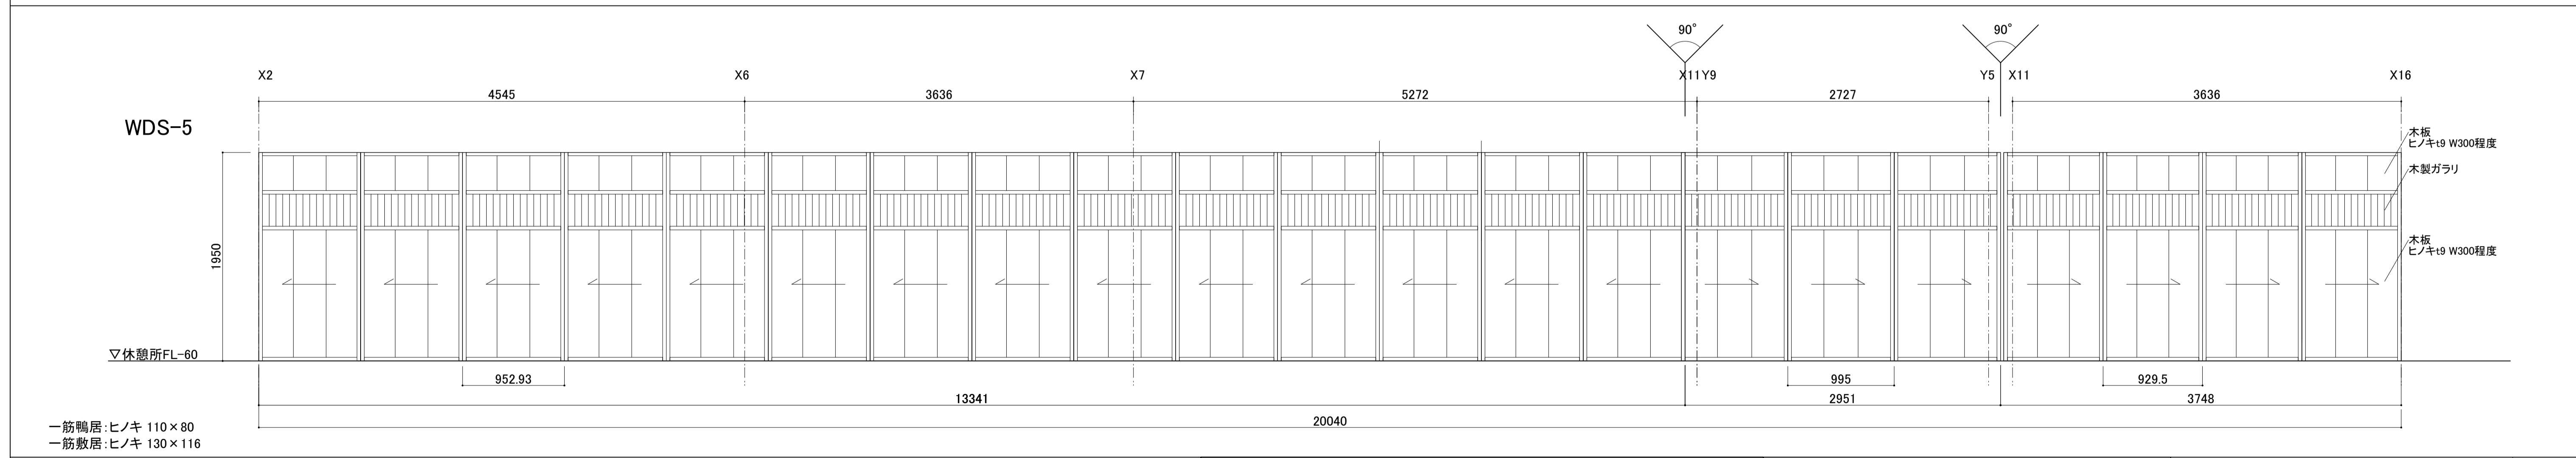 90°
90°
X2
X6
X7
X11 Y9
Y5
X11
X16
4545
3636
5272
2727
3636
WDS-5
木板
ヒノキt9 W300程度
木製ガラリ
木板
ヒノキt9 W300程度
1950
▽休憩所FL-60
952.93
995
929.5
13341
2951
3748
20040
一筋鴨居:ヒノキ 110×80
一筋敷居:ヒノキ 130×116